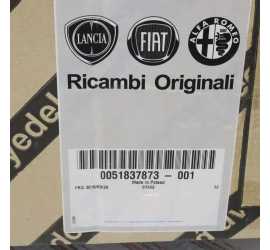 LANCIA FIAT ALFA ROMEO
Ricambi Originali
0051837873 - 001
Made in Poland